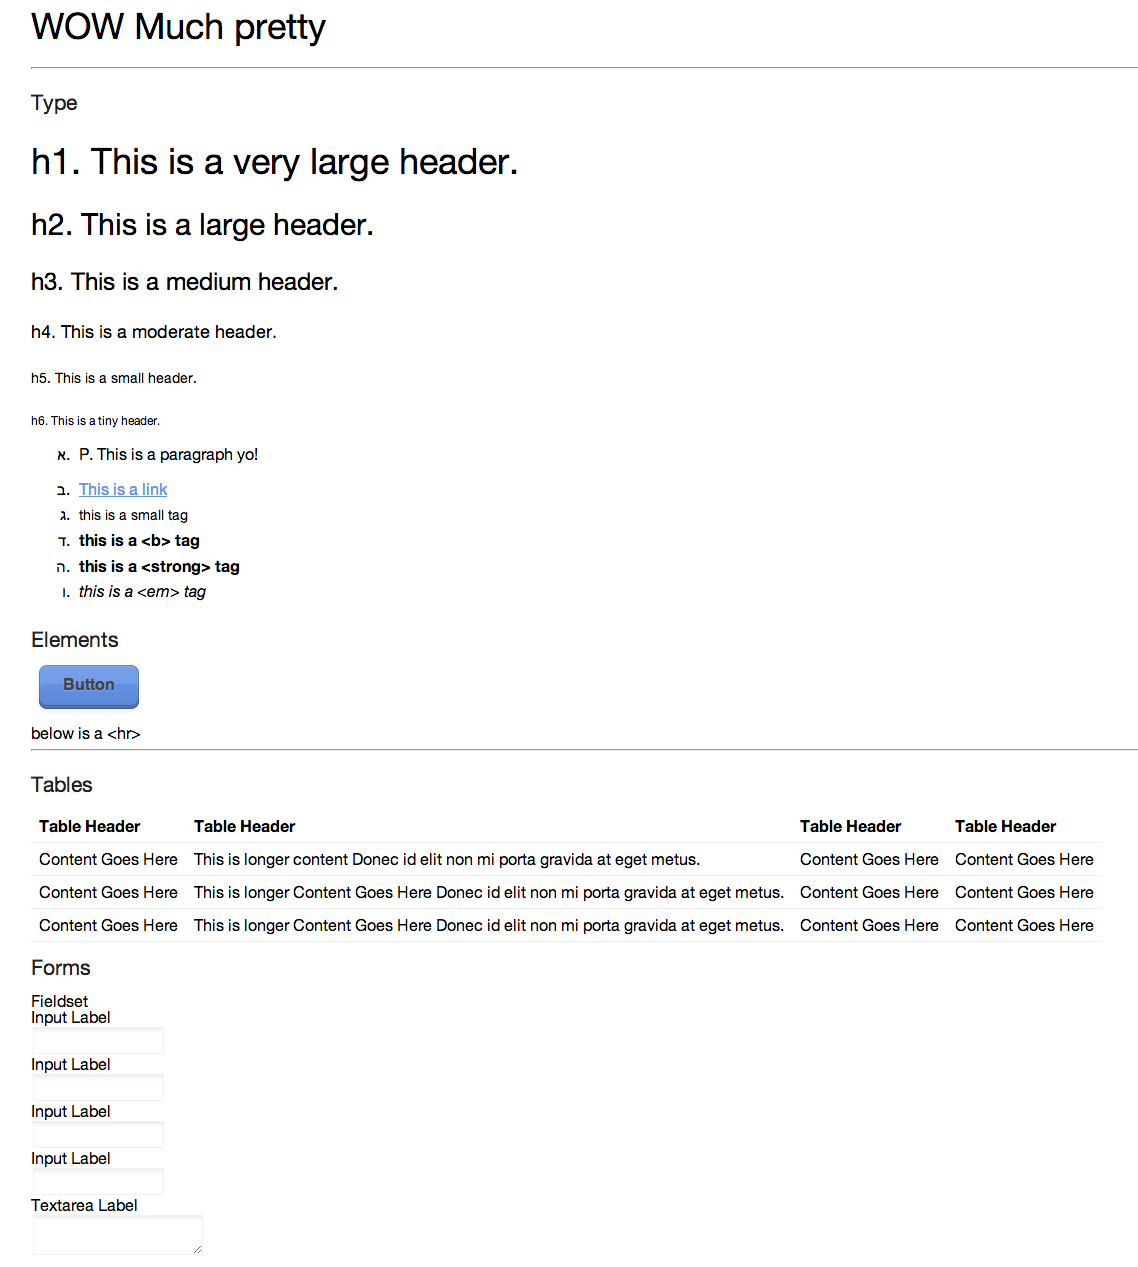 WOW Much pretty
Type
h1. This is a very large header.
h2. This is a large header.
h3. This is a medium header.
h4. This is a moderate header.
h5. This is a small header.
h6. This is a tiny header.
א. P. This is a paragraph yo!
ב. This is a link
ג. this is a small tag
ד. this is a <b> tag
ה. this is a <strong> tag
ו. this is a <em> tag
Elements
Button
below is a <hr>
Tables
Table Header Table Header Table Header Table Header
Content Goes Here This is longer content Donec id elit non mi porta gravida at eget metus. Content Goes Here Content Goes Here
Content Goes Here This is longer Content Goes Here Donec id elit non mi porta gravida at eget metus. Content Goes Here Content Goes Here
Content Goes Here This is longer Content Goes Here Donec id elit non mi porta gravida at eget metus. Content Goes Here Content Goes Here
Forms
Fieldset
Input Label
Input Label
Input Label
Input Label
Textarea Label